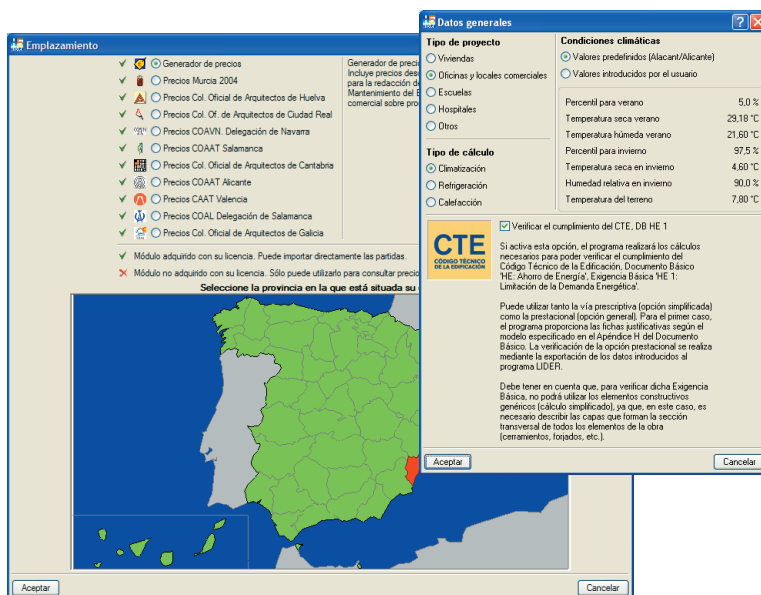 Emplazamiento
Generador de precios
Precios Murcia 2004
Precios Col. Oficial de Arquitectos de Huelva
Precios Col. Of. de Arquitectos de Ciudad Real
Precios COAVN. Delegación de Navarra
Precios COAAT Salamanca
Precios Col. Oficial de Arquitectos de Cantabria
Precios COAAT Alicante
Precios CAAT Valencia
Precios COAL Delegación de Salamanca
Precios Col. Oficial de Arquitectos de Galicia
Generador de preci
Incluye precios desc
para la redacción de
Mantenimiento del E
comercial sobre pro
Módulo adquirido con su licencia. Puede importar directamente las partidas.
Módulo no adquirido con su licencia. Sólo puede utilizarlo para consultar precio
Seleccione la provincia en la que está situada su
Aceptar
Cancelar
Datos generales
Tipo de proyecto
Viviendas
Oficinas y locales comerciales
Escuelas
Hospitales
Otros
Tipo de cálculo
Climatización
Refrigeración
Calefacción
Condiciones climáticas
Valores predefinidos (Alacant/Alicante)
Valores introducidos por el usuario
Percentil para verano 5,0 %
Temperatura seca verano 29,18 °C
Temperatura húmeda verano 21,60 °C
Percentil para invierno 97,5 %
Temperatura seca en invierno 4,60 °C
Humedad relativa en invierno 90,0 %
Temperatura del terreno 7,80 °C
CTE
CÓDIGO TÉCNICO
DE LA EDIFICACIÓN
Verificar el cumplimiento del CTE, DB HE 1
Si activa esta opción, el programa realizará los cálculos
necesarios para poder verificar el cumplimiento del
Código Técnico de la Edificación, Documento Básico
'HE: Ahorro de Energía', Exigencia Básica 'HE 1:
Limitación de la Demanda Energética'.
Puede utilizar tanto la vía prescriptiva (opción simplificada)
como la prestacional (opción general). Para el primer caso,
el programa proporciona las fichas justificativas según el
modelo especificado en el Apéndice H del Documento
Básico. La verificación de la opción prestacional se realiza
mediante la exportación de los datos introducidos al
programa LIDER.
Debe tener en cuenta que, para verificar dicha Exigencia
Básica, no podrá utilizar los elementos constructivos
genéricos (cálculo simplificado), ya que, en este caso, es
necesario describir las capas que forman la sección
transversal de todos los elementos de la obra
(cerramientos, forjados, etc.).
Aceptar
Cancelar